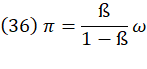 (36) π = ß / (1 − ß) ω